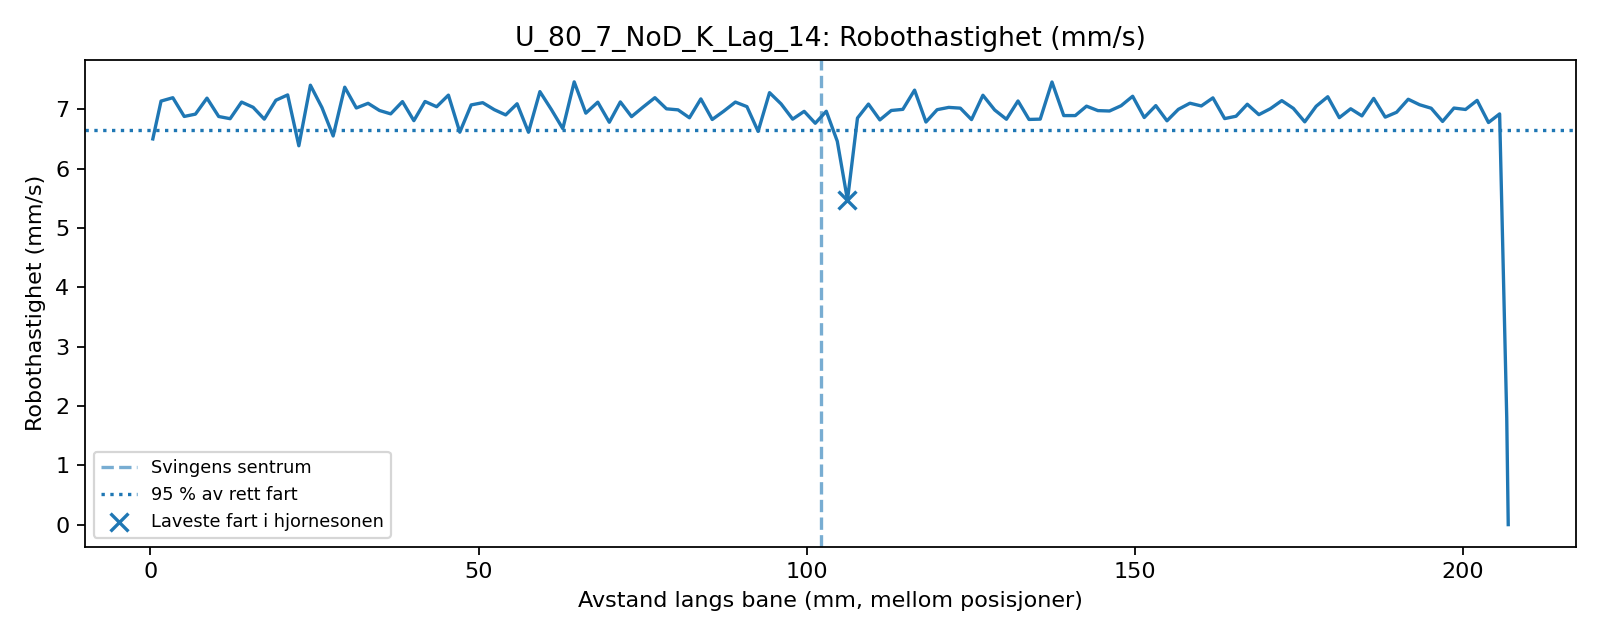 U_80_7_NoD_K_Lag_14: Robothastighet (mm/s)
Robothastighet (mm/s)
7
6
5
4
3
2
1
0
Svingens sentrum
95 % av rett fart
Laveste fart i hjornesonen
0 50 100 150 200
Avstand langs bane (mm, mellom posisjoner)